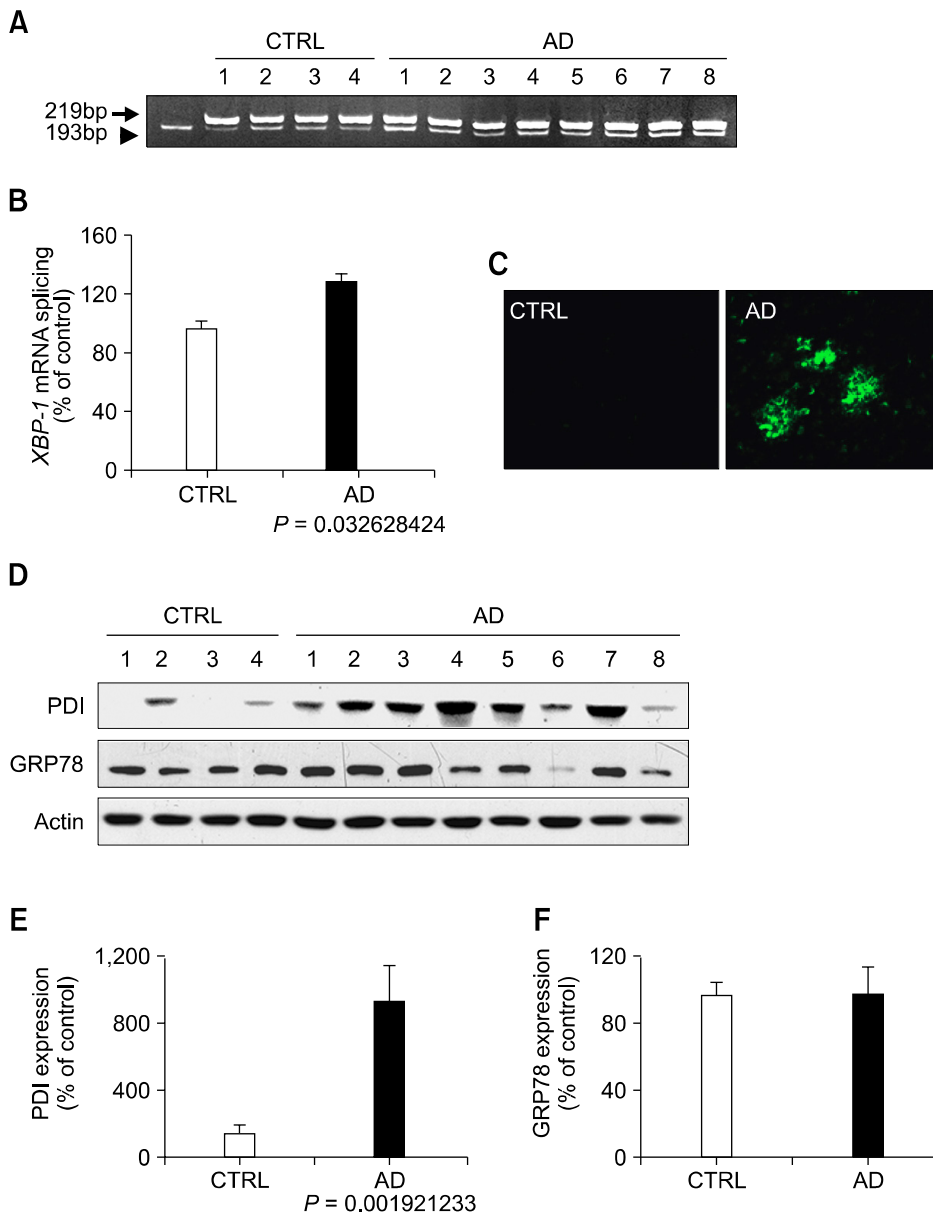 A
CTRL AD
1 2 3 4 1 2 3 4 5 6 7 8
219bp
193bp
B
XBP-1 mRNA splicing
(% of control)
160
120
80
40
0
CTRL AD
P = 0.032628424
C
CTRL AD
D
CTRL AD
1 2 3 4 1 2 3 4 5 6 7 8
PDI
GRP78
Actin
E
PDI expression
(% of control)
1,200
800
400
0
CTRL AD
P = 0.001921233
F
GRP78 expression
(% of control)
120
80
40
0
CTRL AD